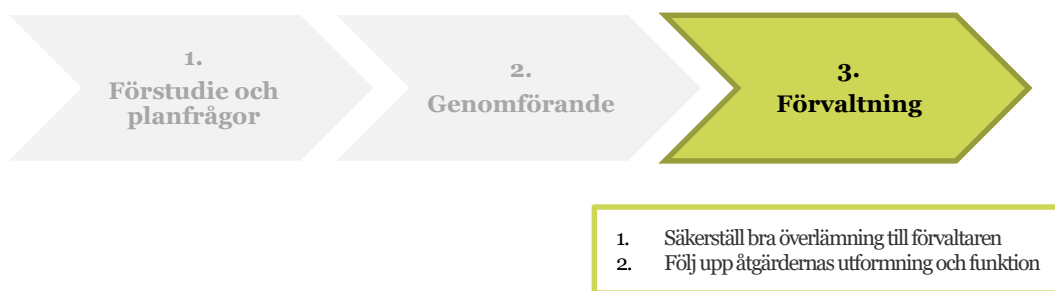 1.
Förstudie och
planfrågor
2.
Genomförande
3.
Förvaltning
1. Säkerställ bra överlämning till förvaltaren
2. Följ upp åtgärdernas utformning och funktion